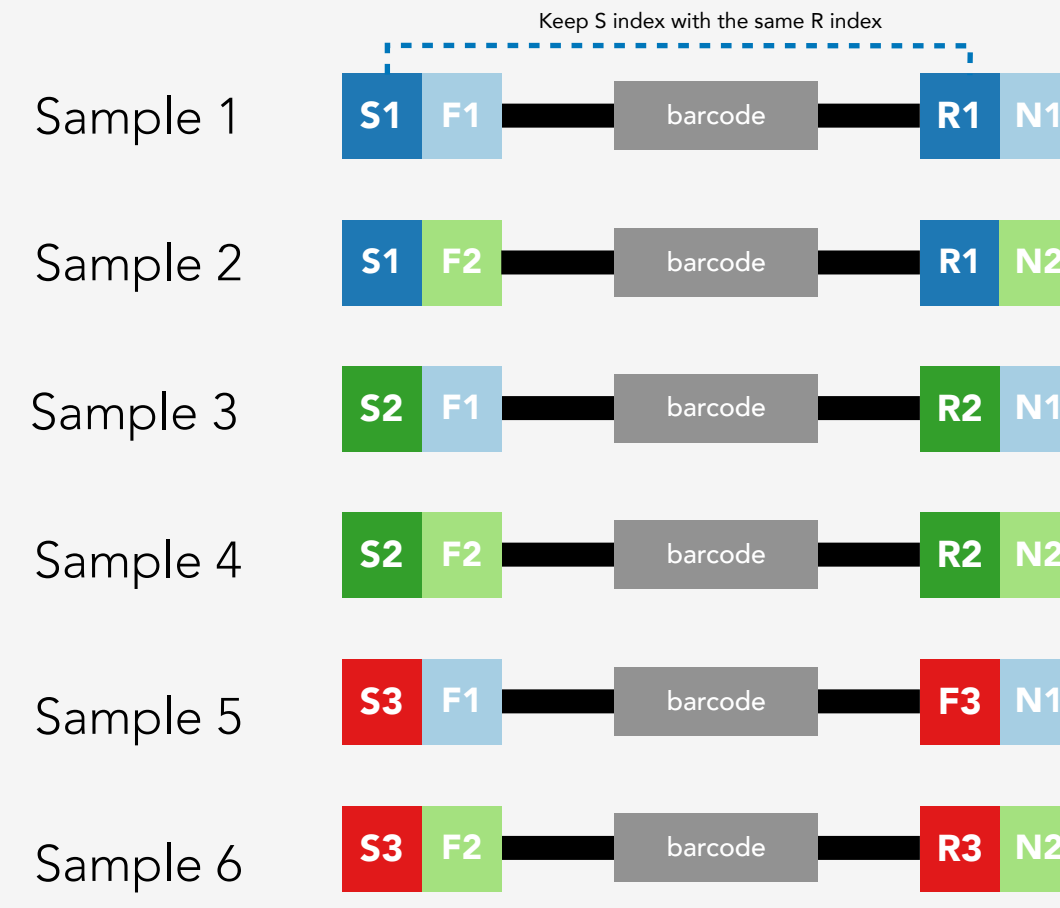 Keep S index with the same R index
Sample 1 S1 F1 barcode R1 N1
Sample 2 S1 F2 barcode R1 N2
Sample 3 S2 F1 barcode R2 N1
Sample 4 S2 F2 barcode R2 N2
Sample 5 S3 F1 barcode F3 N1
Sample 6 S3 F2 barcode R3 N2